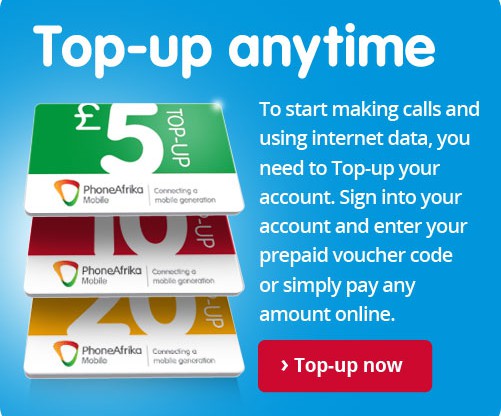 Top-up anytime
£5 TOP-UP
PhoneAfrika
Mobile
Connecting a
mobile generation
10 -UP
PhoneAfrika
Mobile
Connecting a
mobile generation
20 -UP
PhoneAfrika
Mobile
Connecting a
mobile generation
To start making calls and
using internet data, you
need to Top-up your
account. Sign into your
account and enter your
prepaid voucher code
or simply pay any
amount online.
› Top-up now